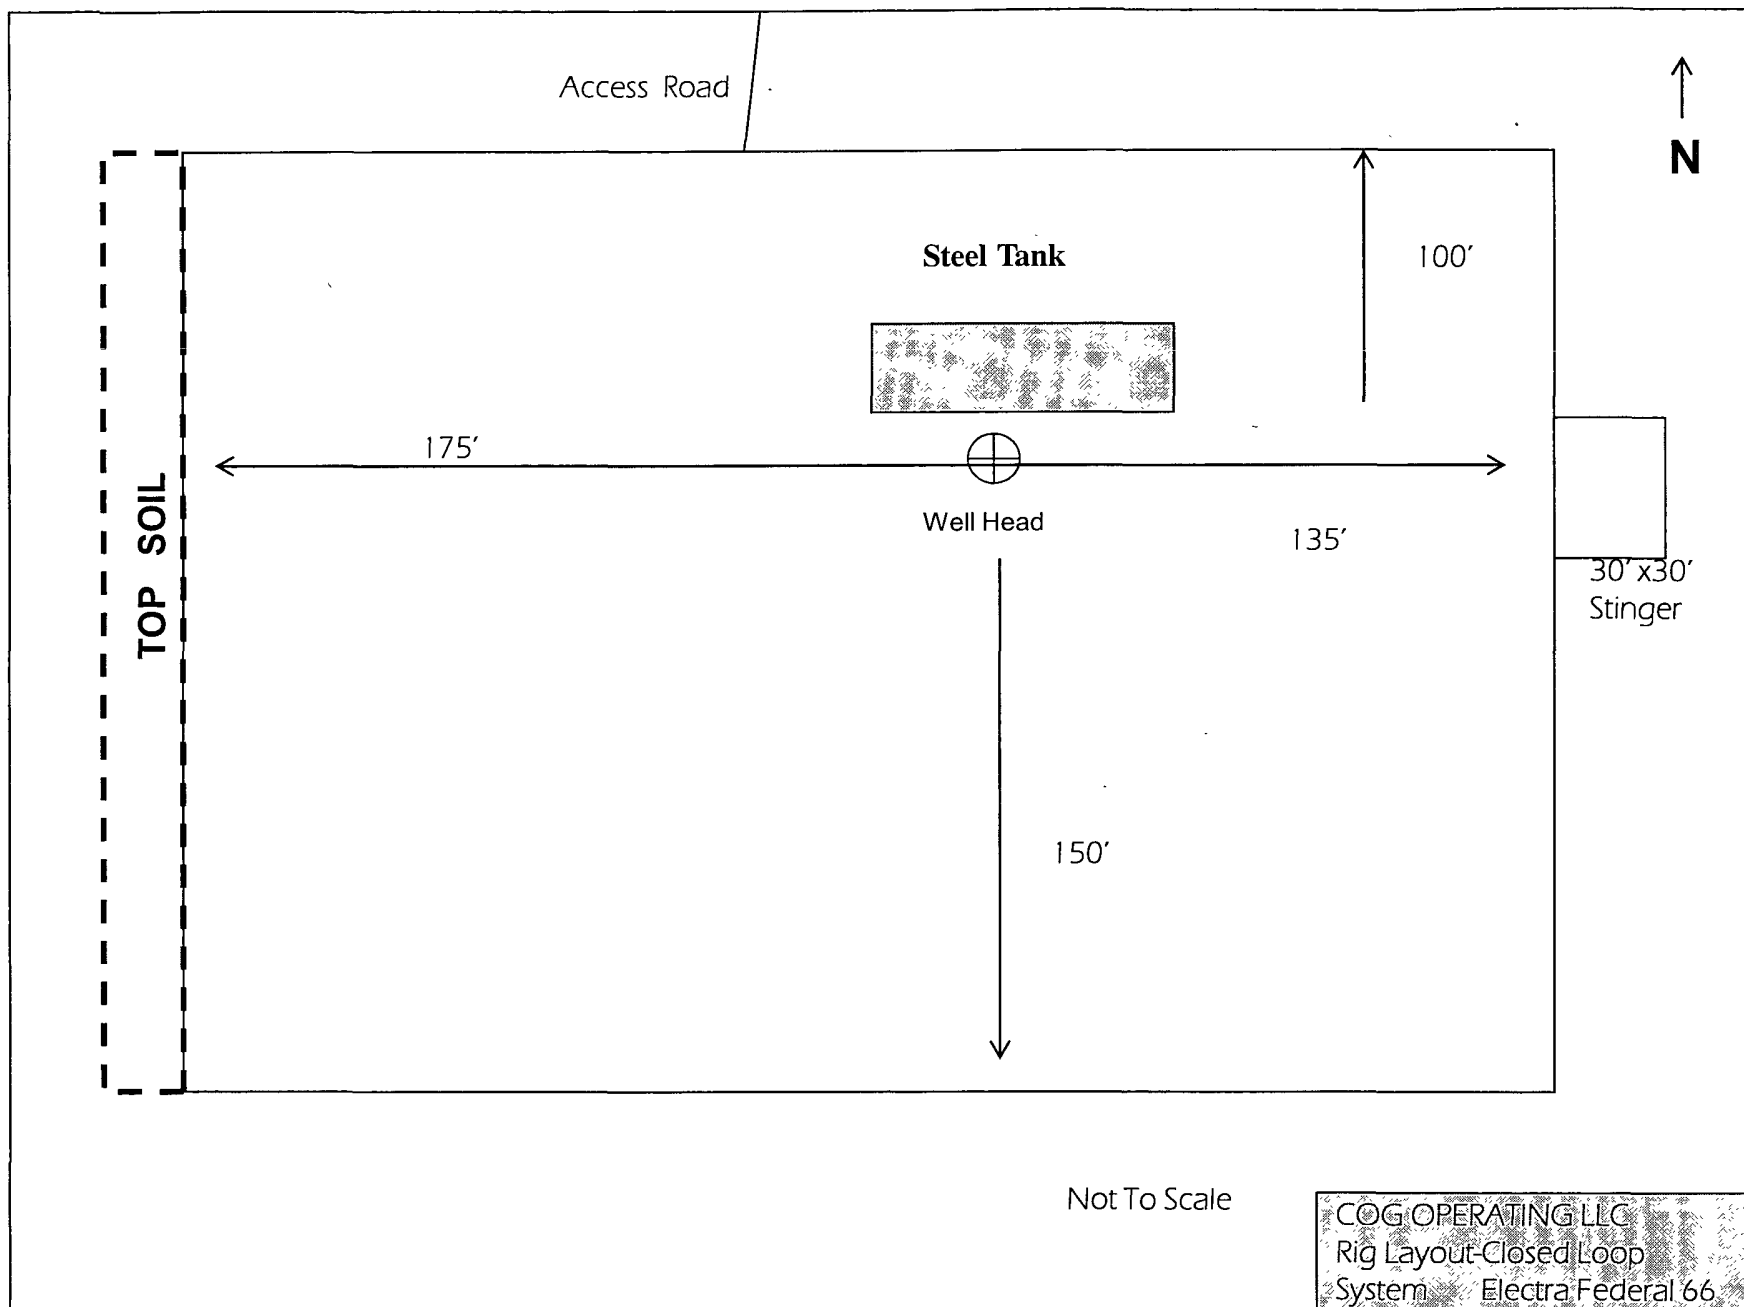 Access Road
N
Steel Tank
100′
175′
TOP SOIL
Well Head
135′
30′x30′
Stinger
150′
Not To Scale
COG OPERATING LLC
Rig Layout-Closed Loop
System Electra Federal 66